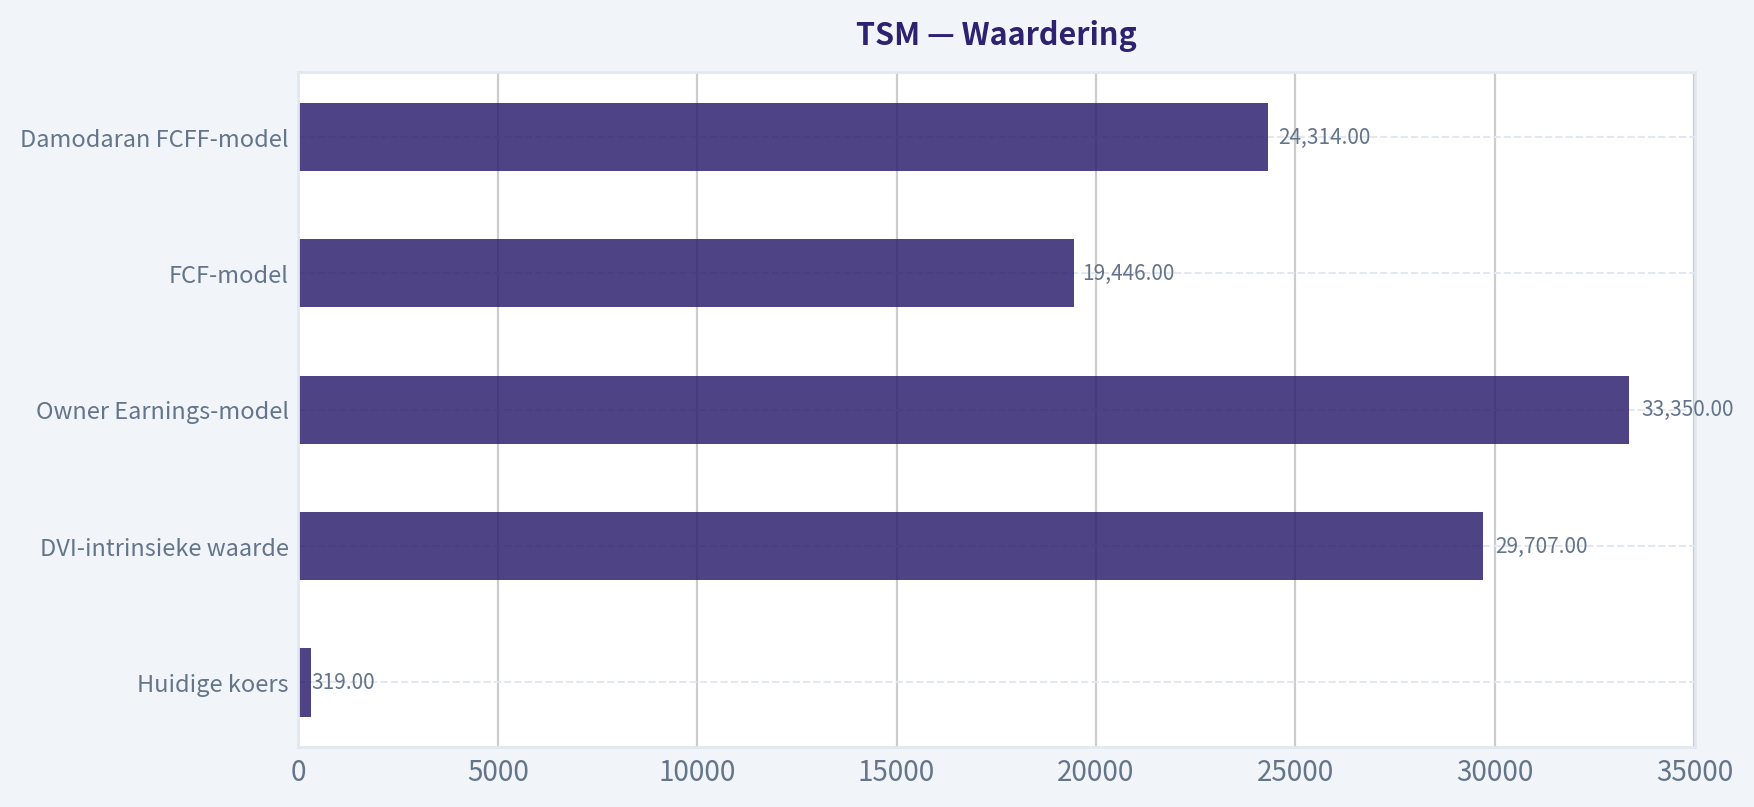 TSM — Waardering
Damodaran FCFF-model
24,314.00
FCF-model
19,446.00
Owner Earnings-model
33,350.00
DVI-intrinsieke waarde
29,707.00
Huidige koers
319.00
0 5000 10000 15000 20000 25000 30000 35000